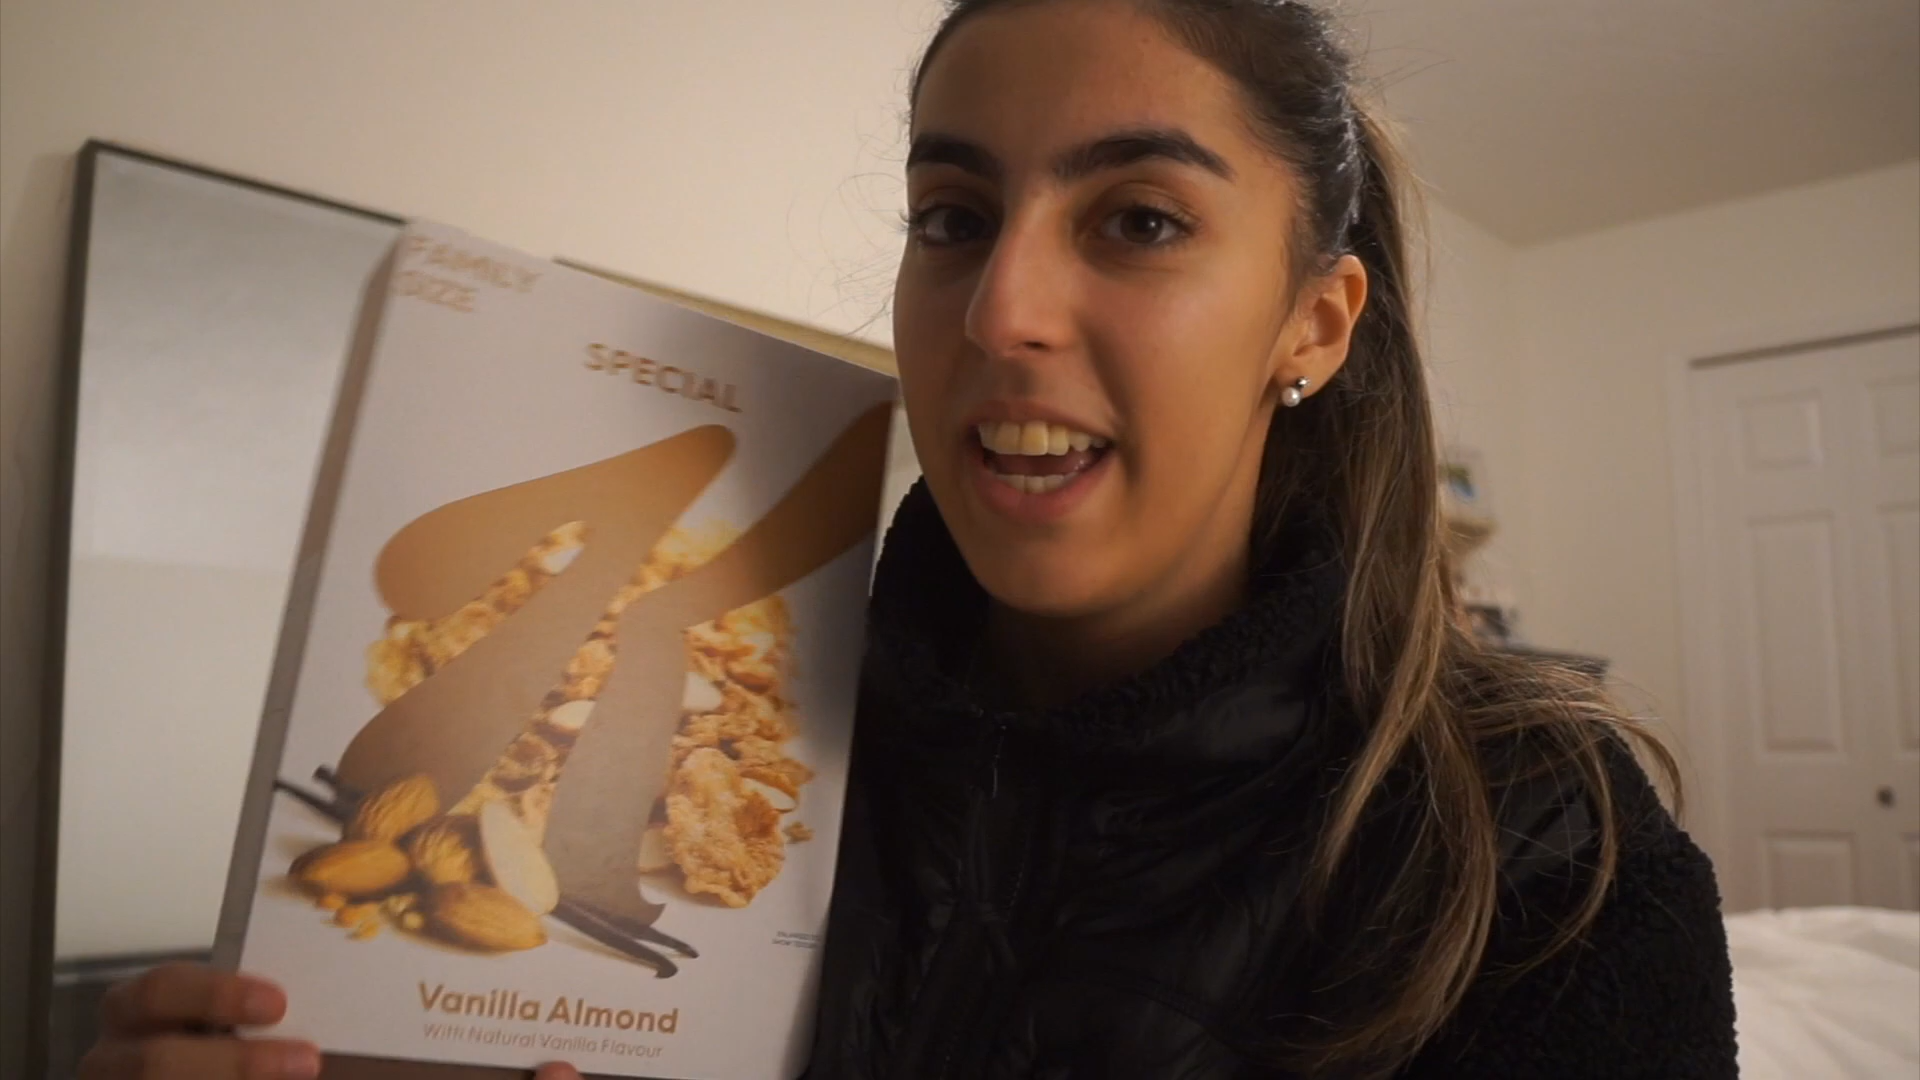 FAMILY
SIZE
SPECIAL
K
Vanilla Almond
With Natural Vanilla Flavour